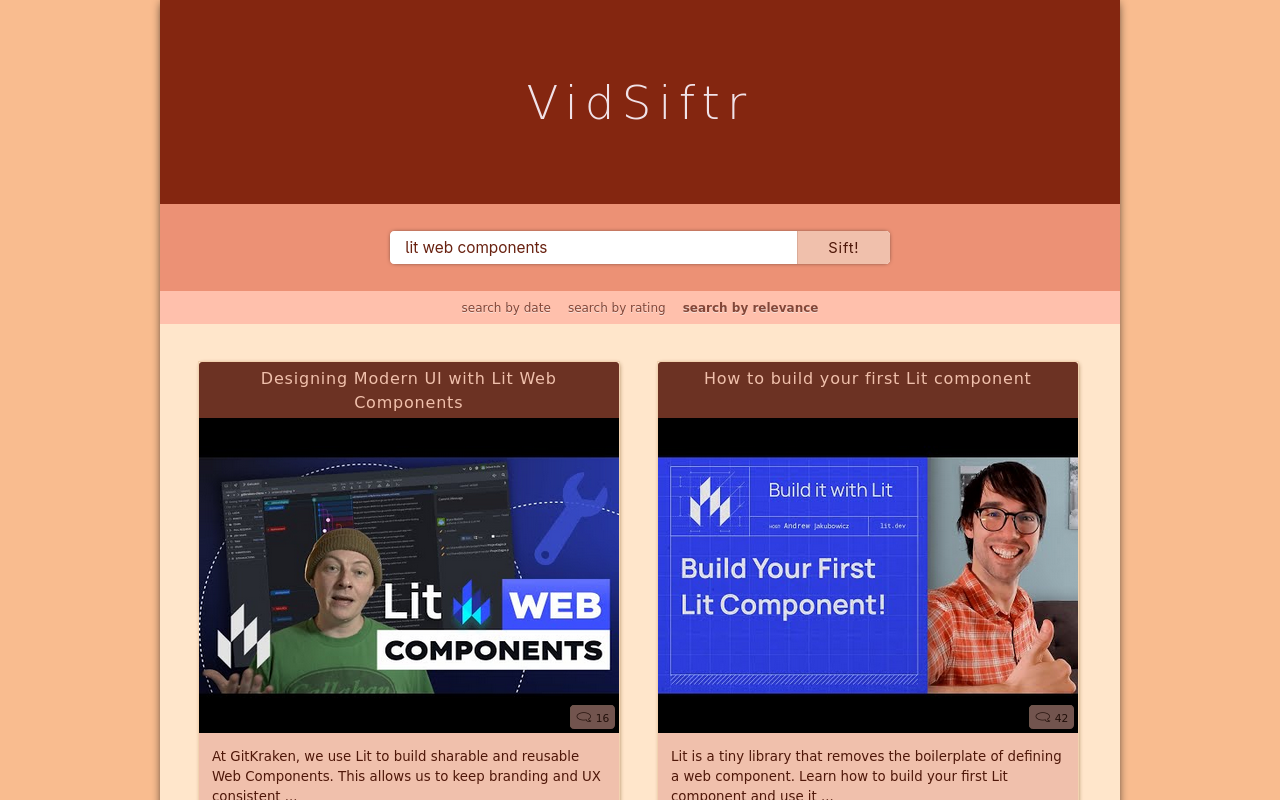 VidSiftr
lit web components
Sift!
search by date search by rating search by relevance
Designing Modern UI with Lit Web
Components
Lit WEB
COMPONENTS
16
At GitKraken, we use Lit to build sharable and reusable
Web Components. This allows us to keep branding and UX
consistent ...
How to build your first Lit component
Build it with Lit
HOST Andrew Jakubowicz
lit.dev
Build Your First
Lit Component!
42
Lit is a tiny library that removes the boilerplate of defining
a web component. Learn how to build your first Lit
component and use it ...